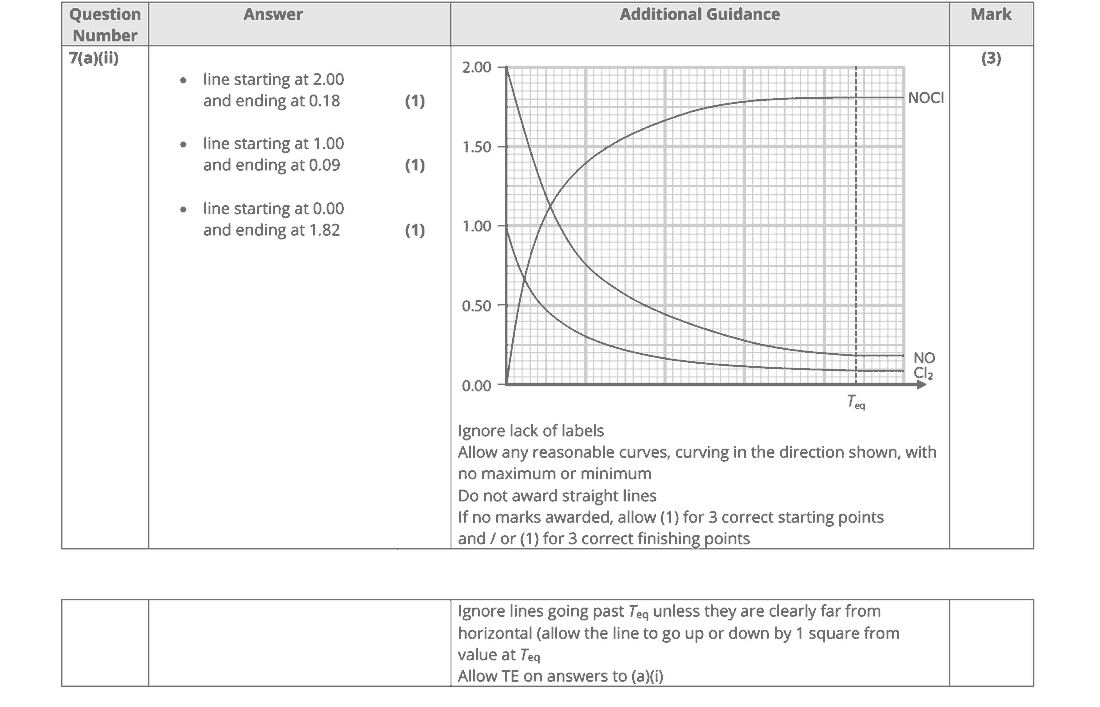 Question Number
Answer
Additional Guidance
Mark
7(a)(ii)
• line starting at 2.00
and ending at 0.18 (1)
• line starting at 1.00
and ending at 0.09 (1)
• line starting at 0.00
and ending at 1.82 (1)
2.00
1.50
1.00
0.50
0.00
NOCl
NO
Cl₂
Teq
Ignore lack of labels
Allow any reasonable curves, curving in the direction shown, with
no maximum or minimum
Do not award straight lines
If no marks awarded, allow (1) for 3 correct starting points
and / or (1) for 3 correct finishing points
(3)
Ignore lines going past Teq unless they are clearly far from
horizontal (allow the line to go up or down by 1 square from
value at Teq
Allow TE on answers to (a)(i)